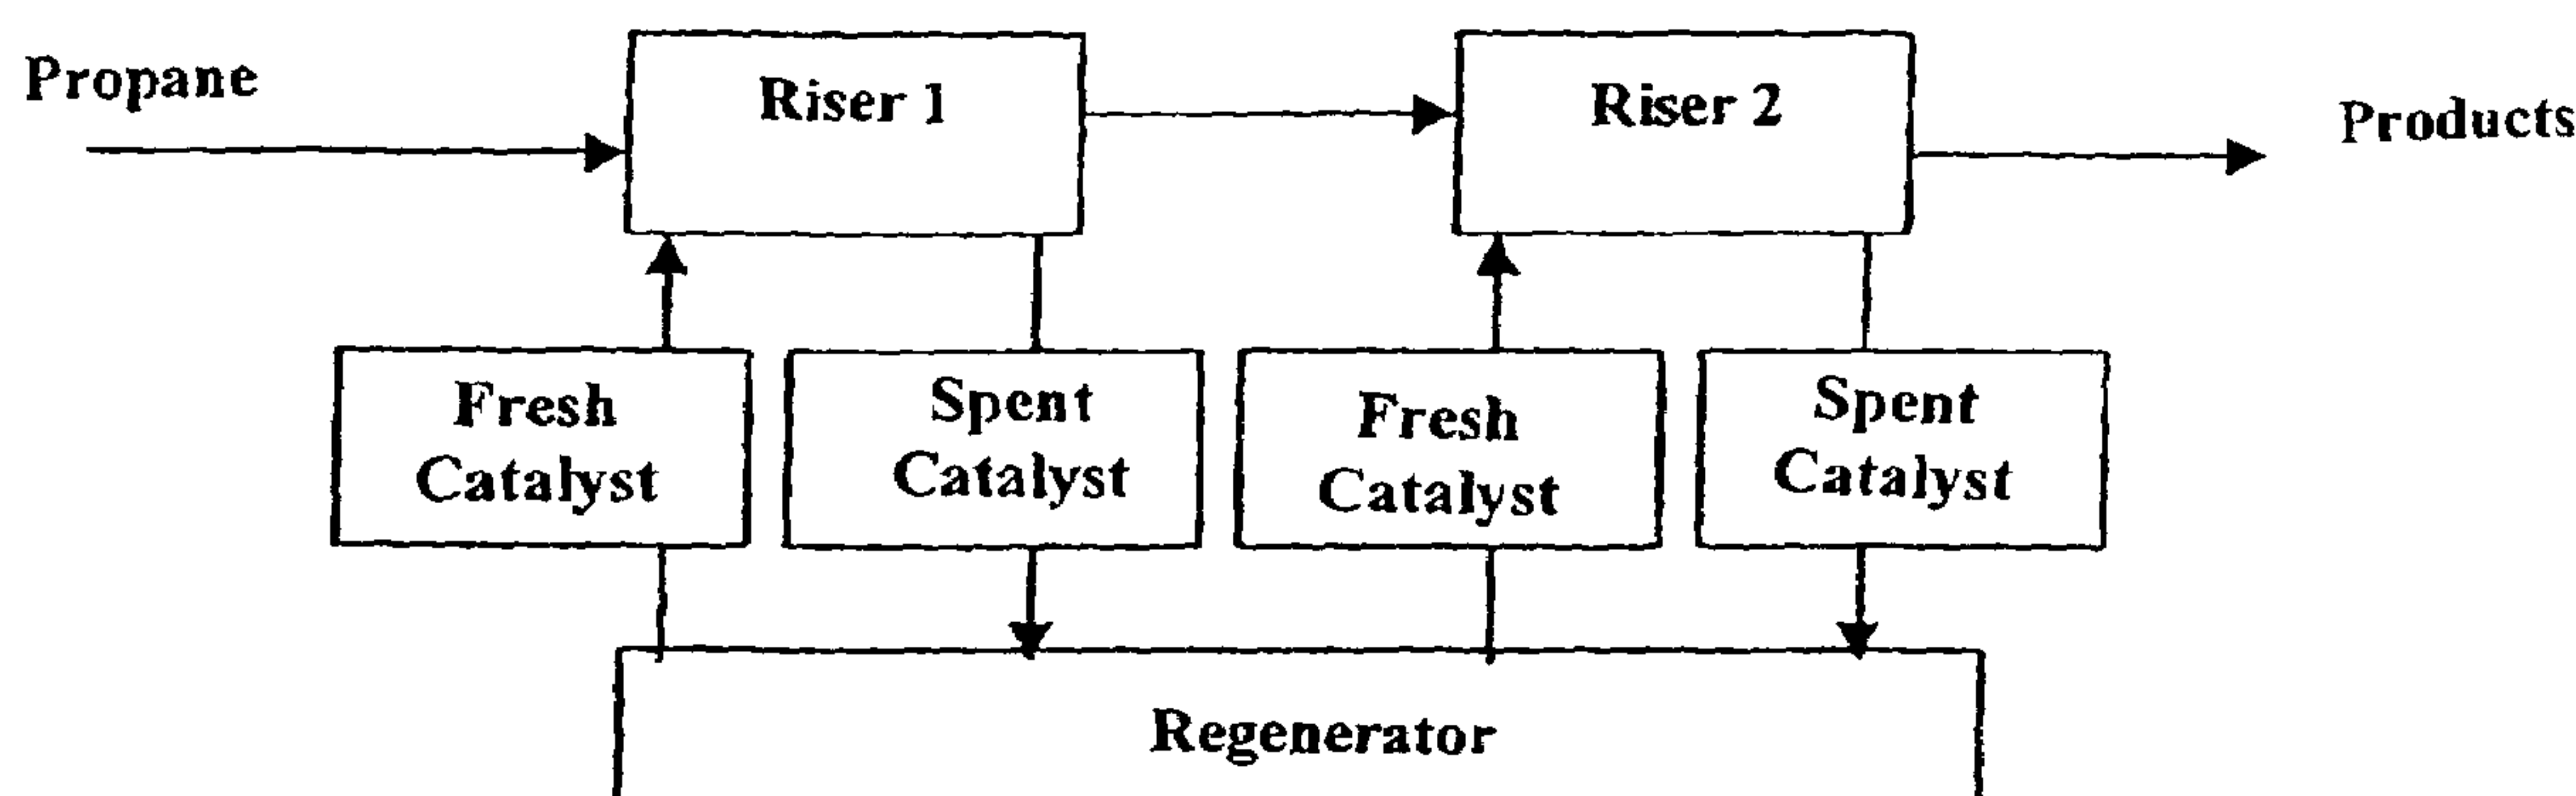 Propane
Riser 1
Riser 2
Products
Fresh
Catalyst
Spent
Catalyst
Fresh
Catalyst
Spent
Catalyst
Regenerator